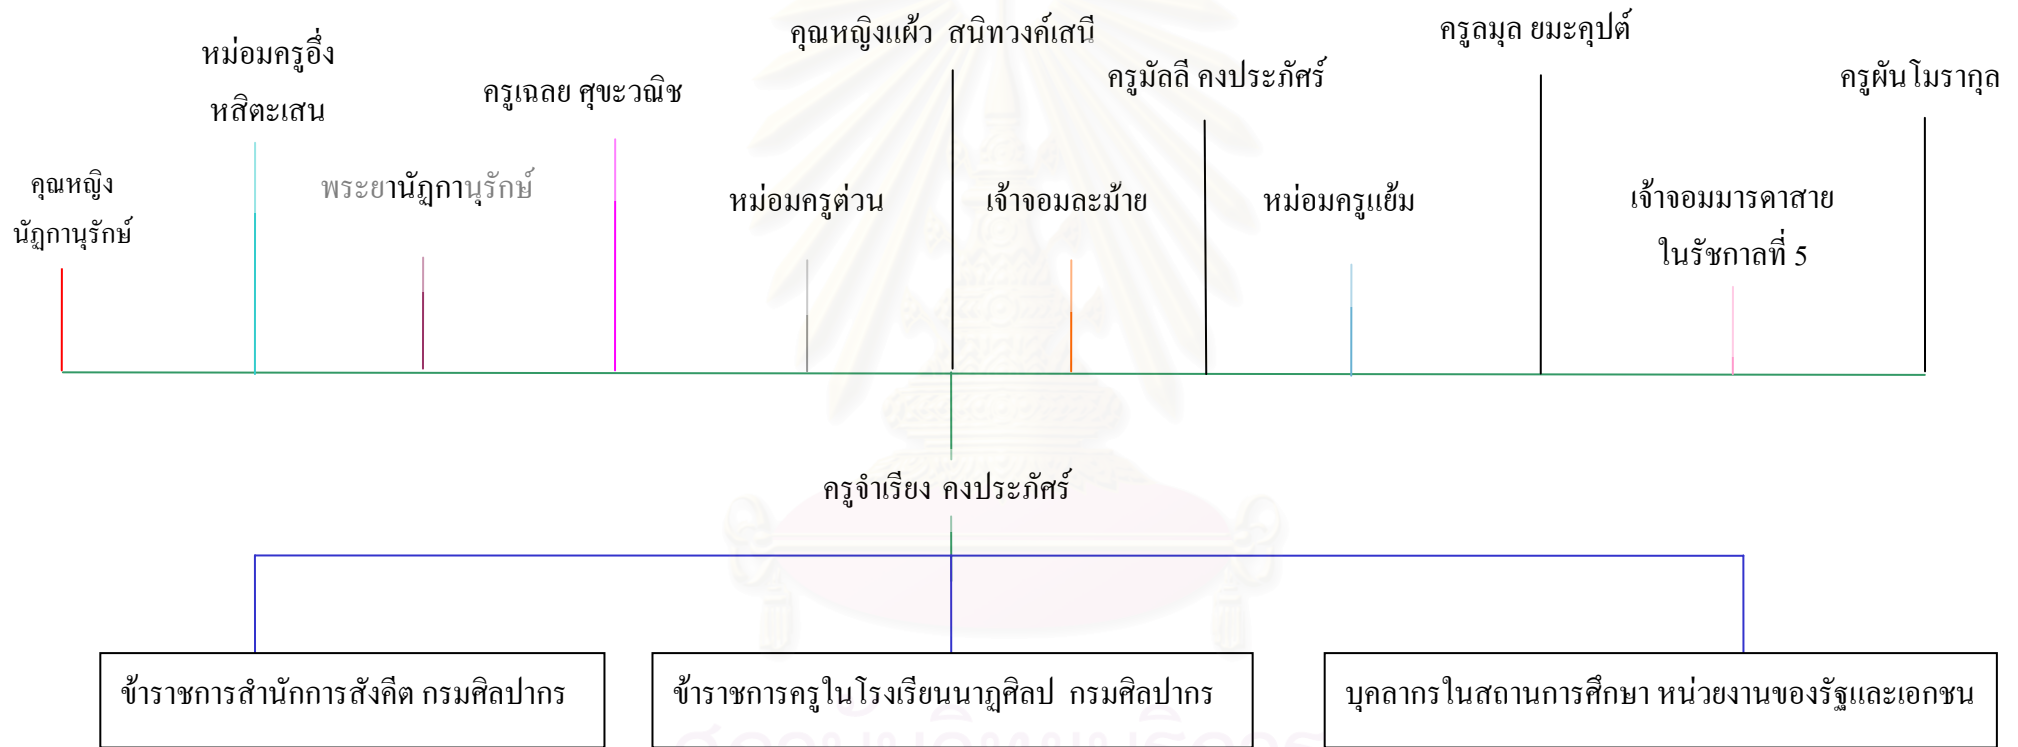 คุณหญิงแผ้ว สนิทวงค์เสนี
ครูลมุล ยมะคุปต์
หม่อมครูอึ่ง
หสิตะเสน
ครูมัลลี คงประภัศร์
ครูผัน โมรากุล
ครูเฉลย ศุขะวณิช
คุณหญิง
นัฏกานุรักษ์
พระยานัฏกานุรักษ์
หม่อมครูต่วน
เจ้าจอมละม้าย
หม่อมครูแย้ม
เจ้าจอมมารดาสาย
ในรัชกาลที่ 5
ครูจำเรียง คงประภัศร์
ข้าราชการสำนักการสังคีต กรมศิลปากร
ข้าราชการครูในโรงเรียนนาฏศิลป กรมศิลปากร
บุคลากรในสถานการศึกษา หน่วยงานของรัฐและเอกชน